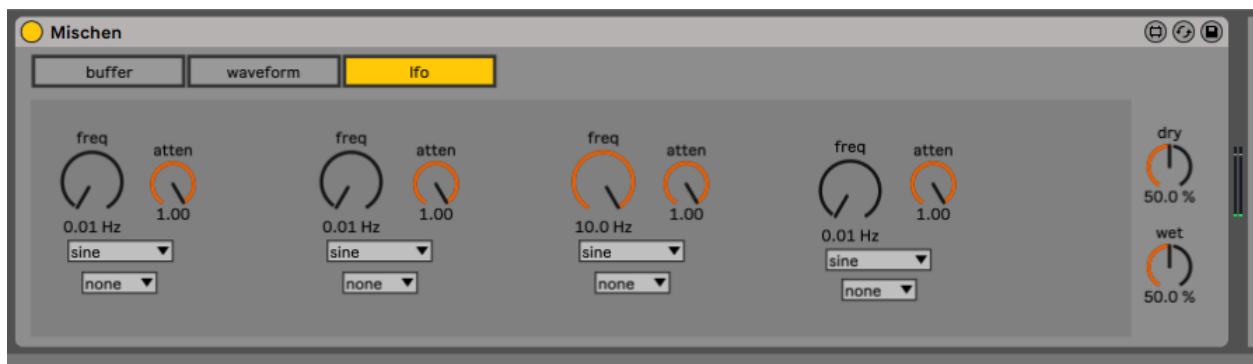 Mischen
buffer waveform lfo
freq atten
1.00
0.01 Hz
sine
none
freq atten
1.00
0.01 Hz
sine
none
freq atten
1.00
10.0 Hz
sine
none
freq atten
1.00
0.01 Hz
sine
none
dry
50.0 %
wet
50.0 %